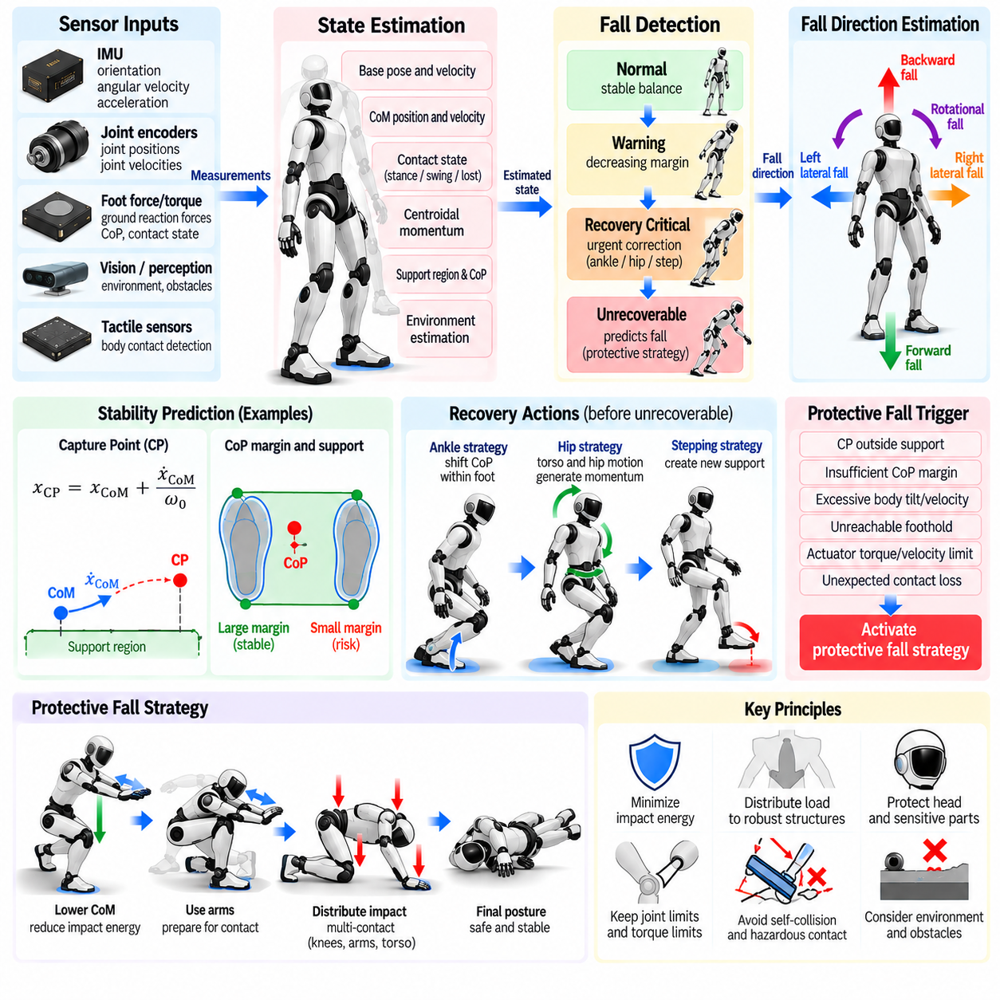 Sensor Inputs
IMU
orientation
angular velocity
acceleration
Joint encoders
joint positions
joint velocities
Foot force/torque
ground reaction forces
CoP, contact state
Vision / perception
environment, obstacles
Tactile sensors
body contact detection
Measurements
State Estimation
Base pose and velocity
CoM position and velocity
Contact state
(stance / swing / lost)
Centroidal
momentum
Support region & CoP
Environment
estimation
Estimated
state
Fall Detection
Normal
stable balance
Warning
decreasing margin
Recovery Critical
urgent correction
(ankle / hip / step)
Unrecoverable
predicts fall
(protective strategy)
Fall
direction
Fall Direction Estimation
Backward
fall
Rotational
fall
Left
lateral fall
Right
lateral fall
Forward
fall
Stability Prediction (Examples)
Capture Point (CP)
x_CP = x_CoM + ẋ_CoM / ω_0
CP
ẋ_CoM
CoM
Support region
CoP margin and support
CoP
Large margin
(stable)
Small margin
(risk)
Recovery Actions (before unrecoverable)
Ankle strategy
shift CoP
within foot
Hip strategy
torso and hip motion
generate momentum
Stepping strategy
create new support
Protective Fall Trigger
CP outside support
Insufficient CoP margin
Excessive body tilt/velocity
Unreachable foothold
Actuator torque/velocity limit
Unexpected contact loss
Activate
protective fall strategy
Protective Fall Strategy
Lower CoM
reduce impact energy
Use arms
prepare for contact
Distribute impact
multi-contact
(knees, arms, torso)
Final posture
safe and stable
Key Principles
Minimize
impact energy
Distribute load
to robust structures
Protect head
and sensitive parts
Keep joint limits
and torque limits
Avoid self-collision
and hazardous contact
Consider environment
and obstacles